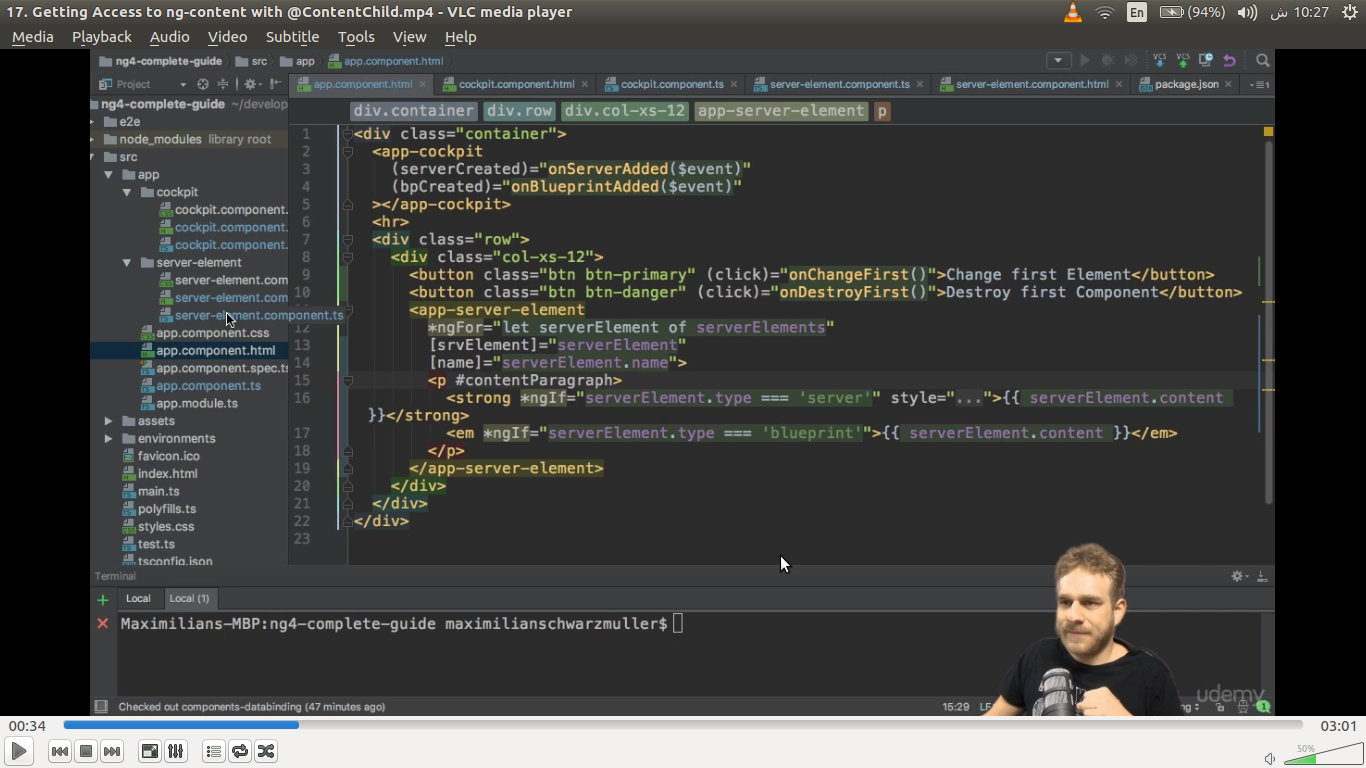 17. Getting Access to ng-content with @ContentChild.mp4 - VLC media player
En (94%) ش 10:27
Media Playback Audio Video Subtitle Tools View Help
ng4-complete-guide src app app.component.html
Project
app.component.html cockpit.component.html cockpit.component.ts server-element.component.ts server-element.component.html package.json
ng4-complete-guide ~/develop
e2e
node_modules library root
src
app
cockpit
cockpit.component.
cockpit.component.
cockpit.component.
server-element
server-element.com
server-element.com
server-element.component.ts
app.component.css
app.component.html
app.component.spec.ts
app.component.ts
app.module.ts
assets
environments
favicon.ico
index.html
main.ts
polyfills.ts
styles.css
test.ts
tsconfig.json
div.container div.row div.col-xs-12 app-server-element p
1 <div class="container">
2 <app-cockpit
3 (serverCreated)="onServerAdded($event)"
4 (bpCreated)="onBlueprintAdded($event)"
5 ></app-cockpit>
6 <hr>
7 <div class="row">
8 <div class="col-xs-12">
9 <button class="btn btn-primary" (click)="onChangeFirst()">Change first Element</button>
10 <button class="btn btn-danger" (click)="onDestroyFirst()">Destroy first Component</button>
<app-server-element
12 *ngFor="let serverElement of serverElements"
13 [srvElement]="serverElement"
14 [name]="serverElement.name">
15 <p #contentParagraph>
16 <strong *ngIf="serverElement.type === 'server'" style="...">{{ serverElement.content
}}</strong>
17 <em *ngIf="serverElement.type === 'blueprint'">{{ serverElement.content }}</em>
18 </p>
19 </app-server-element>
20 </div>
21 </div>
22 </div>
23
Terminal
Local Local (1)
Maximilians-MBP:ng4-complete-guide maximilianschwarzmuller$
udemy
Checked out components-databinding (47 minutes ago) 15:29 LF
1
00:34 03:01
50%